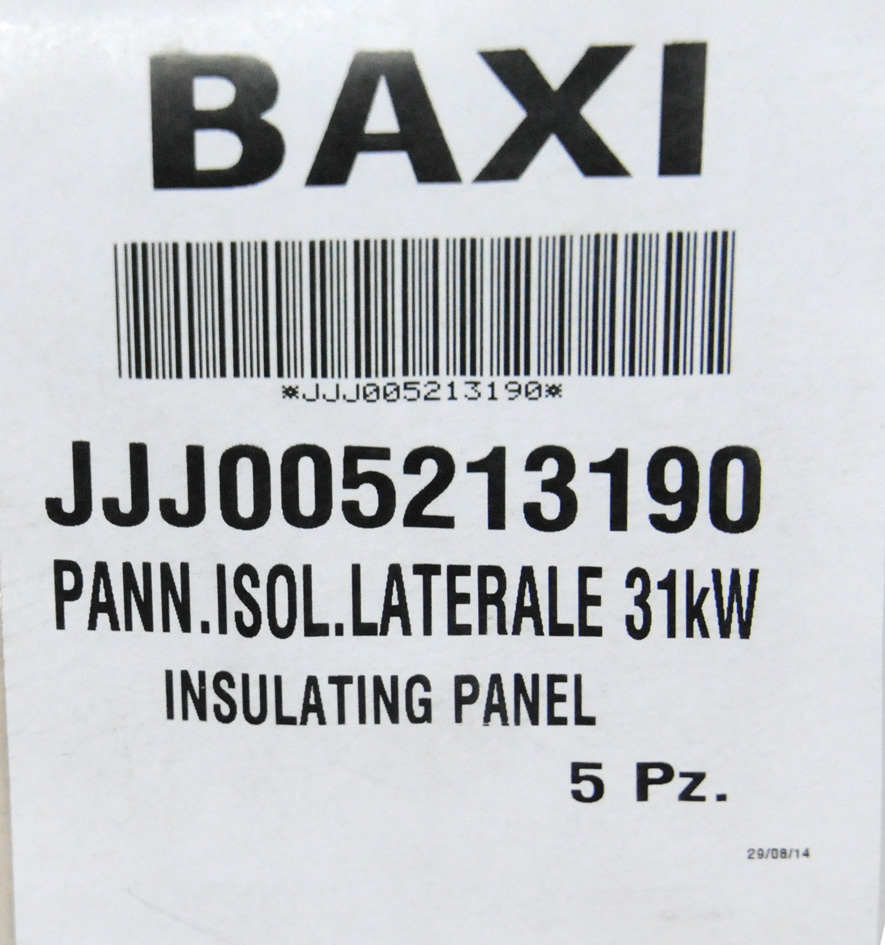 BAXI
*JJJ005213190*
JJJ005213190
PANN.ISOL.LATERALE 31kW
INSULATING PANEL
5 Pz.
29/08/14